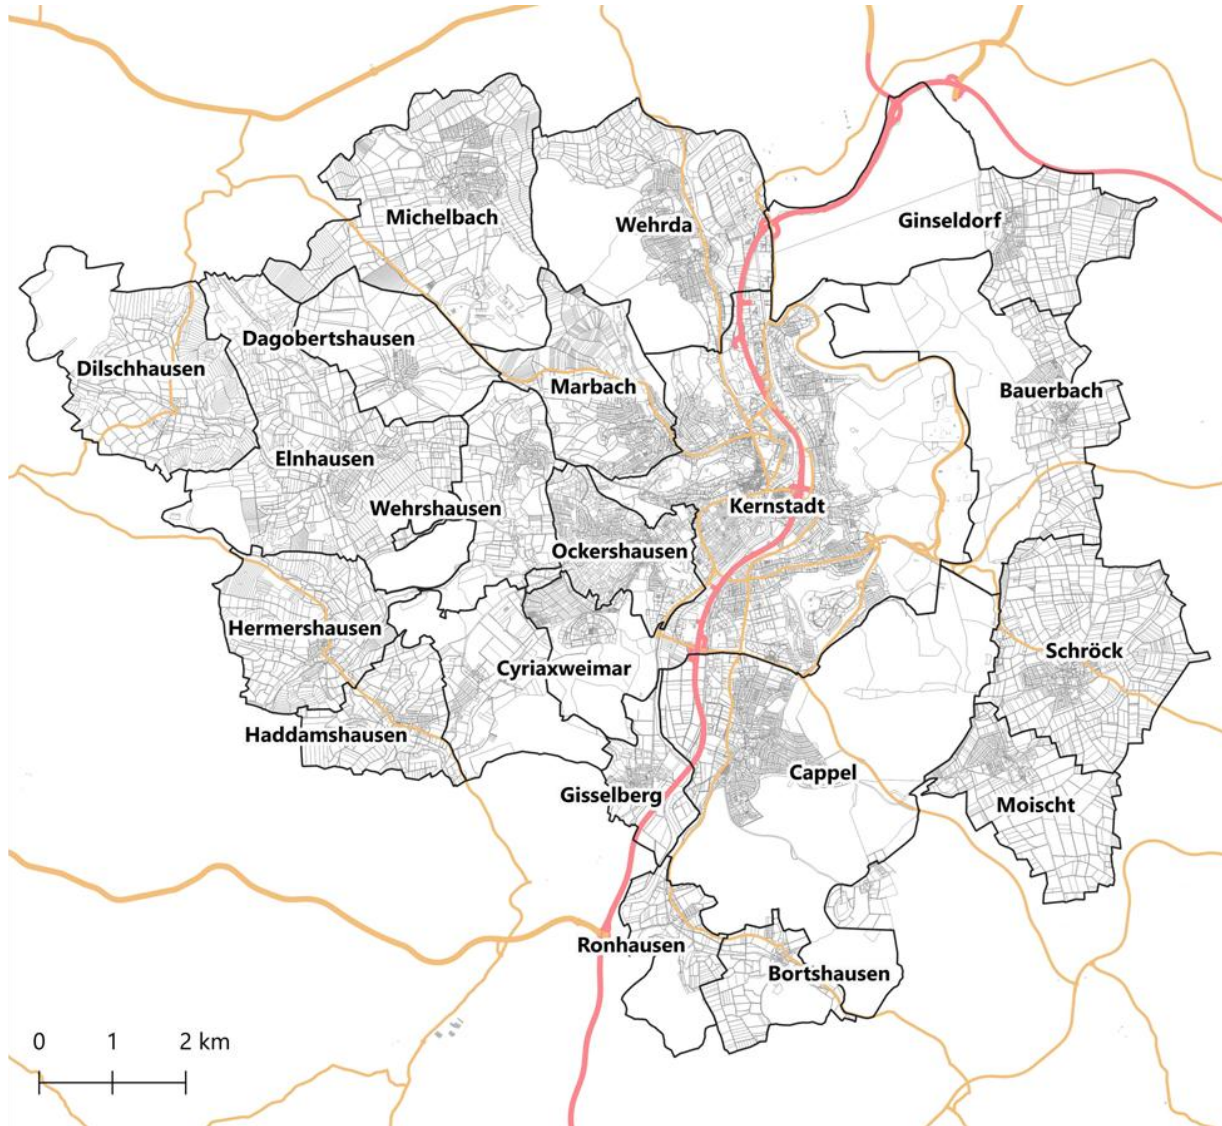 Michelbach
Wehrda
Ginseldorf
Dagobertshausen
Dilschhausen
Marbach
Bauerbach
Elnhausen
Wehrshausen
Kernstadt
Ockershausen
Hermershausen
Schröck
Cyriaxweimar
Haddamshausen
Cappel
Gisselberg
Moischt
Ronhausen
Bortshausen
0 1 2 km